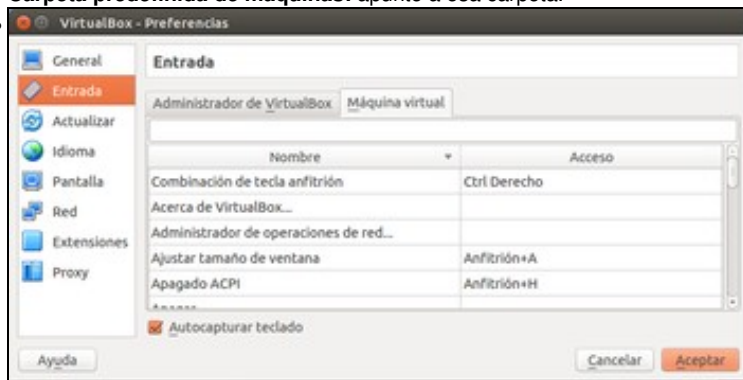 Carpeta predefinida de máquinas: apunte a esa carpeta.
VirtualBox - Preferencias
General
Entrada
Actualizar
Idioma
Pantalla
Red
Extensiones
Proxy
Entrada
Administrador de VirtualBox Máquina virtual
Nombre Acceso
Combinación de tecla anfitrión Ctrl Derecho
Acerca de VirtualBox...
Administrador de operaciones de red...
Ajustar tamaño de ventana Anfitrión+A
Apagado ACPI Anfitrión+H
Autocapturar teclado
Ayuda Cancelar Aceptar